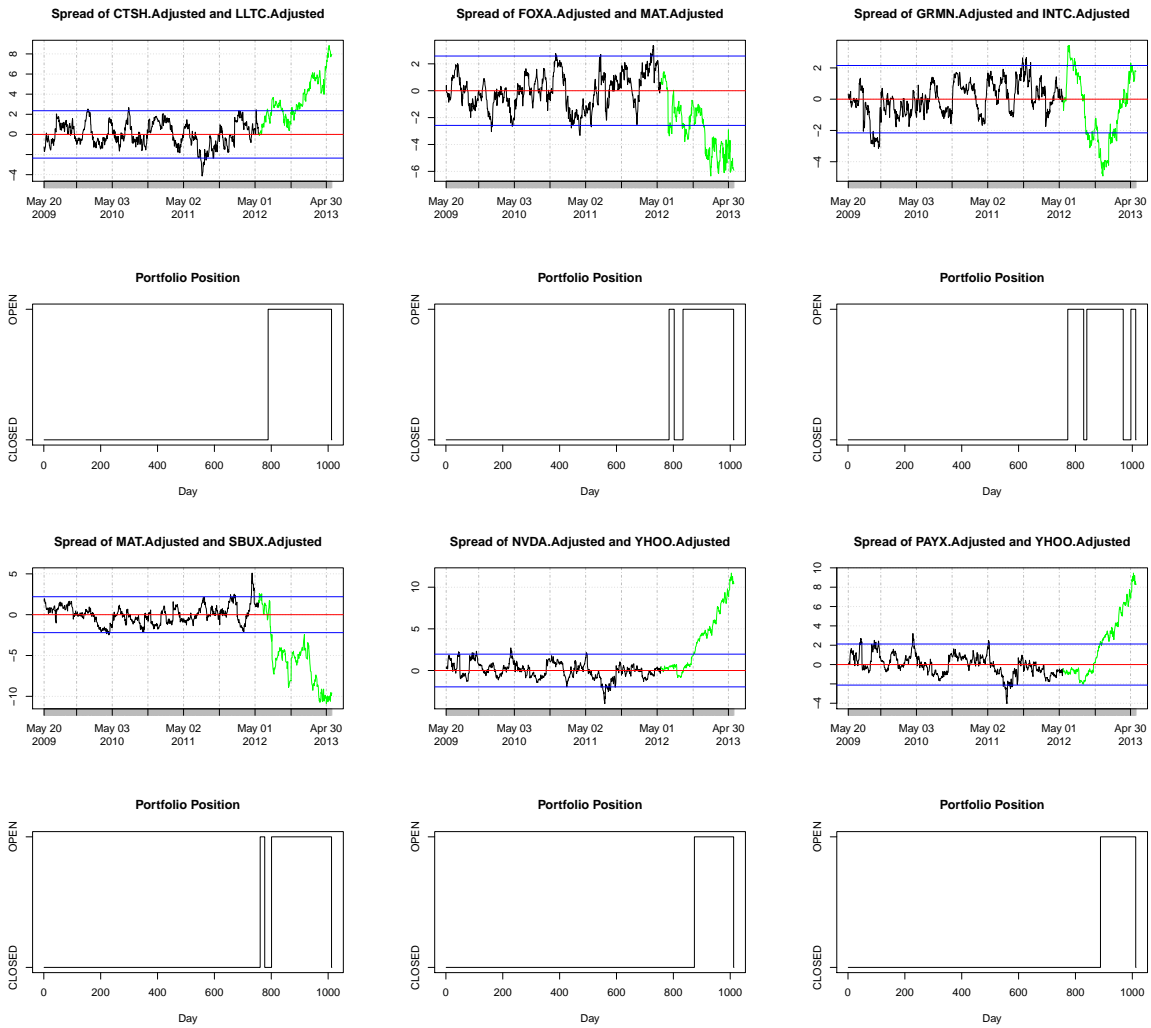 Spread of CTSH.Adjusted and LLTC.Adjusted
8
6
4
2
0
−4
May 20 2009
May 03 2010
May 02 2011
May 01 2012
Apr 30 2013
Spread of FOXA.Adjusted and MAT.Adjusted
2
0
−2
−4
−6
May 20 2009
May 03 2010
May 02 2011
May 01 2012
Apr 30 2013
Spread of GRMN.Adjusted and INTC.Adjusted
2
0
−2
−4
May 20 2009
May 03 2010
May 02 2011
May 01 2012
Apr 30 2013
Portfolio Position
OPEN
CLOSED
0 200 400 600 800 1000
Day
Portfolio Position
OPEN
CLOSED
0 200 400 600 800 1000
Day
Portfolio Position
OPEN
CLOSED
0 200 400 600 800 1000
Day
Spread of MAT.Adjusted and SBUX.Adjusted
5
0
−5
−10
May 20 2009
May 03 2010
May 02 2011
May 01 2012
Apr 30 2013
Spread of NVDA.Adjusted and YHOO.Adjusted
10
5
0
May 20 2009
May 03 2010
May 02 2011
May 01 2012
Apr 30 2013
Spread of PAYX.Adjusted and YHOO.Adjusted
10
8
6
4
2
0
−4
May 20 2009
May 03 2010
May 02 2011
May 01 2012
Apr 30 2013
Portfolio Position
OPEN
CLOSED
0 200 400 600 800 1000
Day
Portfolio Position
OPEN
CLOSED
0 200 400 600 800 1000
Day
Portfolio Position
OPEN
CLOSED
0 200 400 600 800 1000
Day